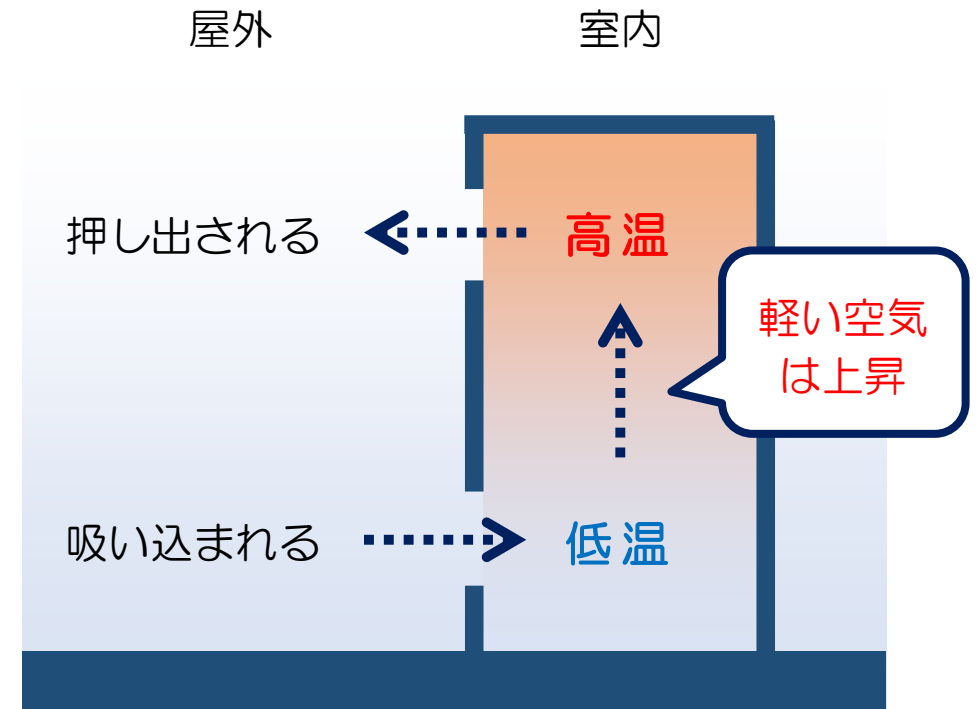 屋外
室内
押し出される
高温
軽い空気
は上昇
吸い込まれる
低温